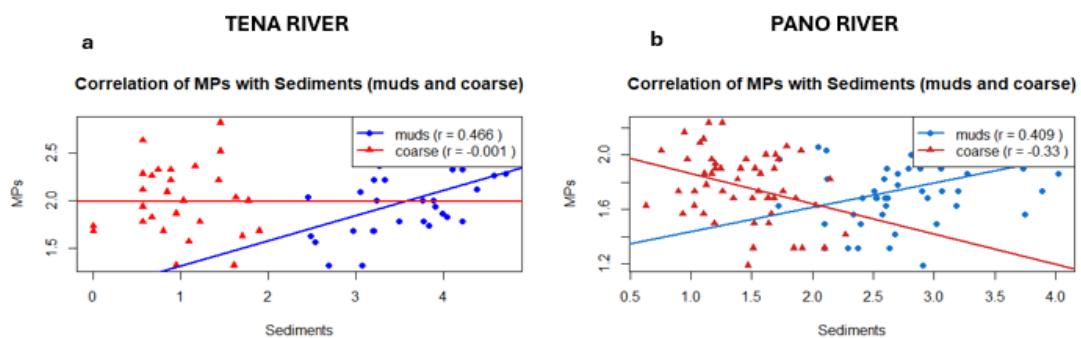 TENA RIVER
a
Correlation of MPs with Sediments (muds and coarse)
muds (r = 0.466 )
coarse (r = -0.001 )
2.5
2.0
1.5
MPs
0 1 2 3 4
Sediments
PANO RIVER
b
Correlation of MPs with Sediments (muds and coarse)
muds (r = 0.409 )
coarse (r = -0.33 )
2.0
1.6
1.2
MPs
0.5 1.0 1.5 2.0 2.5 3.0 3.5 4.0
Sediments